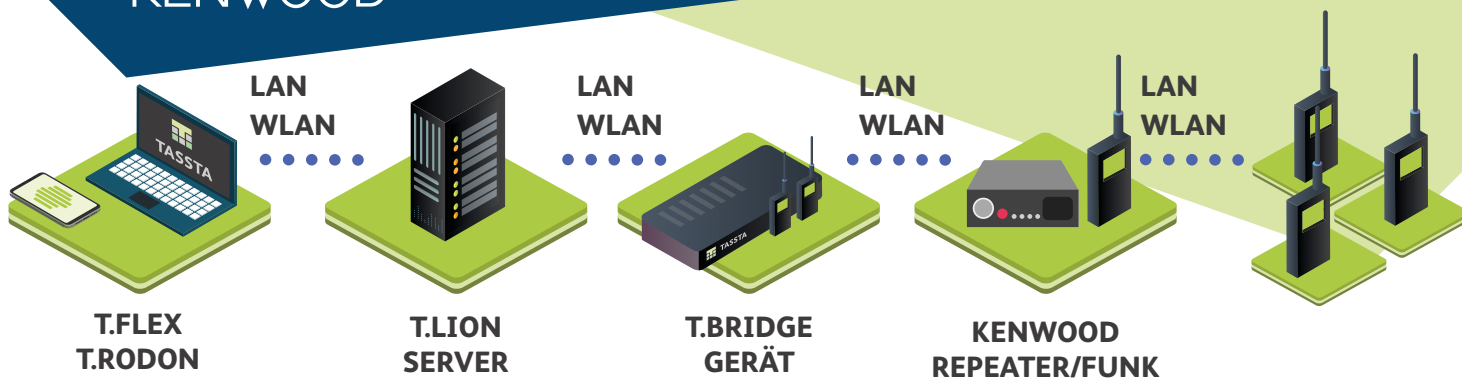 KENWOOD
LAN
WLAN
LAN
WLAN
LAN
WLAN
LAN
WLAN
TASSTA
TASSTA
T.FLEX
T.RODON
T.LION
SERVER
T.BRIDGE
GERÄT
KENWOOD
REPEATER/FUNK